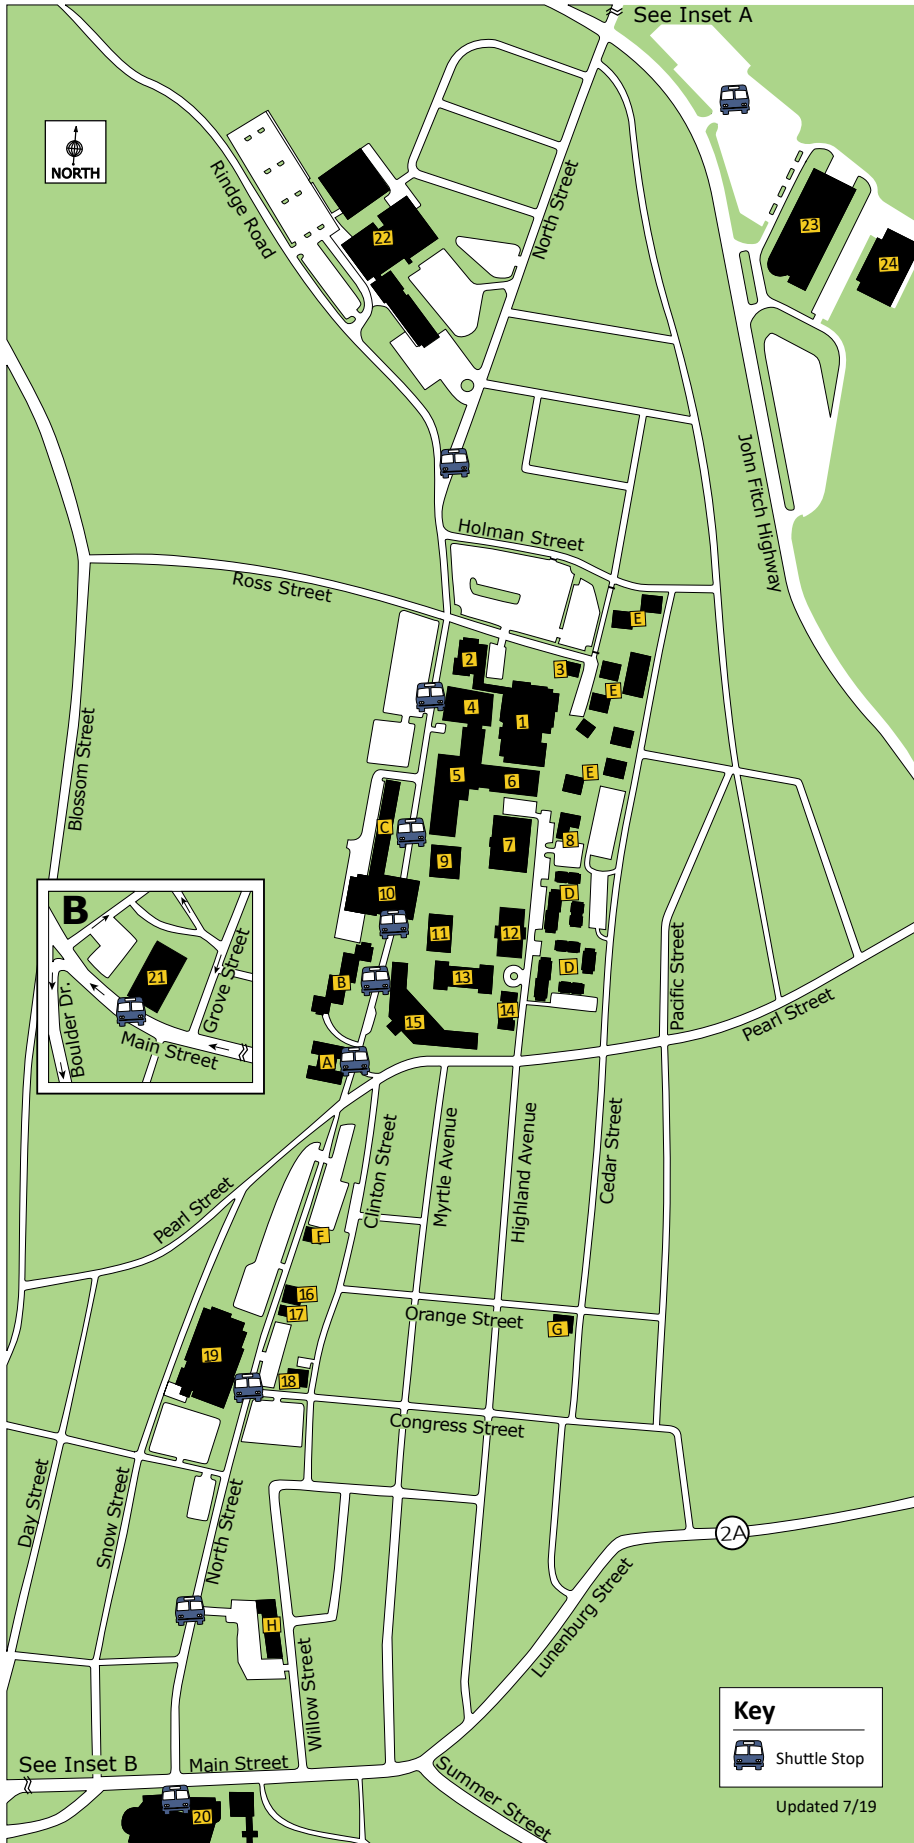 See Inset A
NORTH
Rindge Road
North Street
22
23
24
John Fitch Highway
Holman Street
Ross Street
E
2
3
E
4
1
Blossom Street
5
6
E
C
7
8
9
10
D
B
21
Grove Street
Boulder Dr.
Main Street
11
12
Pacific Street
13
D
B
14
15
Pearl Street
A
Clinton Street
Myrtle Avenue
Highland Avenue
Cedar Street
Pearl Street
F
16
17
Orange Street
G
19
18
Congress Street
Day Street
Snow Street
North Street
2A
H
Willow Street
Lunenburg Street
Key
Shuttle Stop
Updated 7/19
See Inset B
Main Street
Summer Street
20